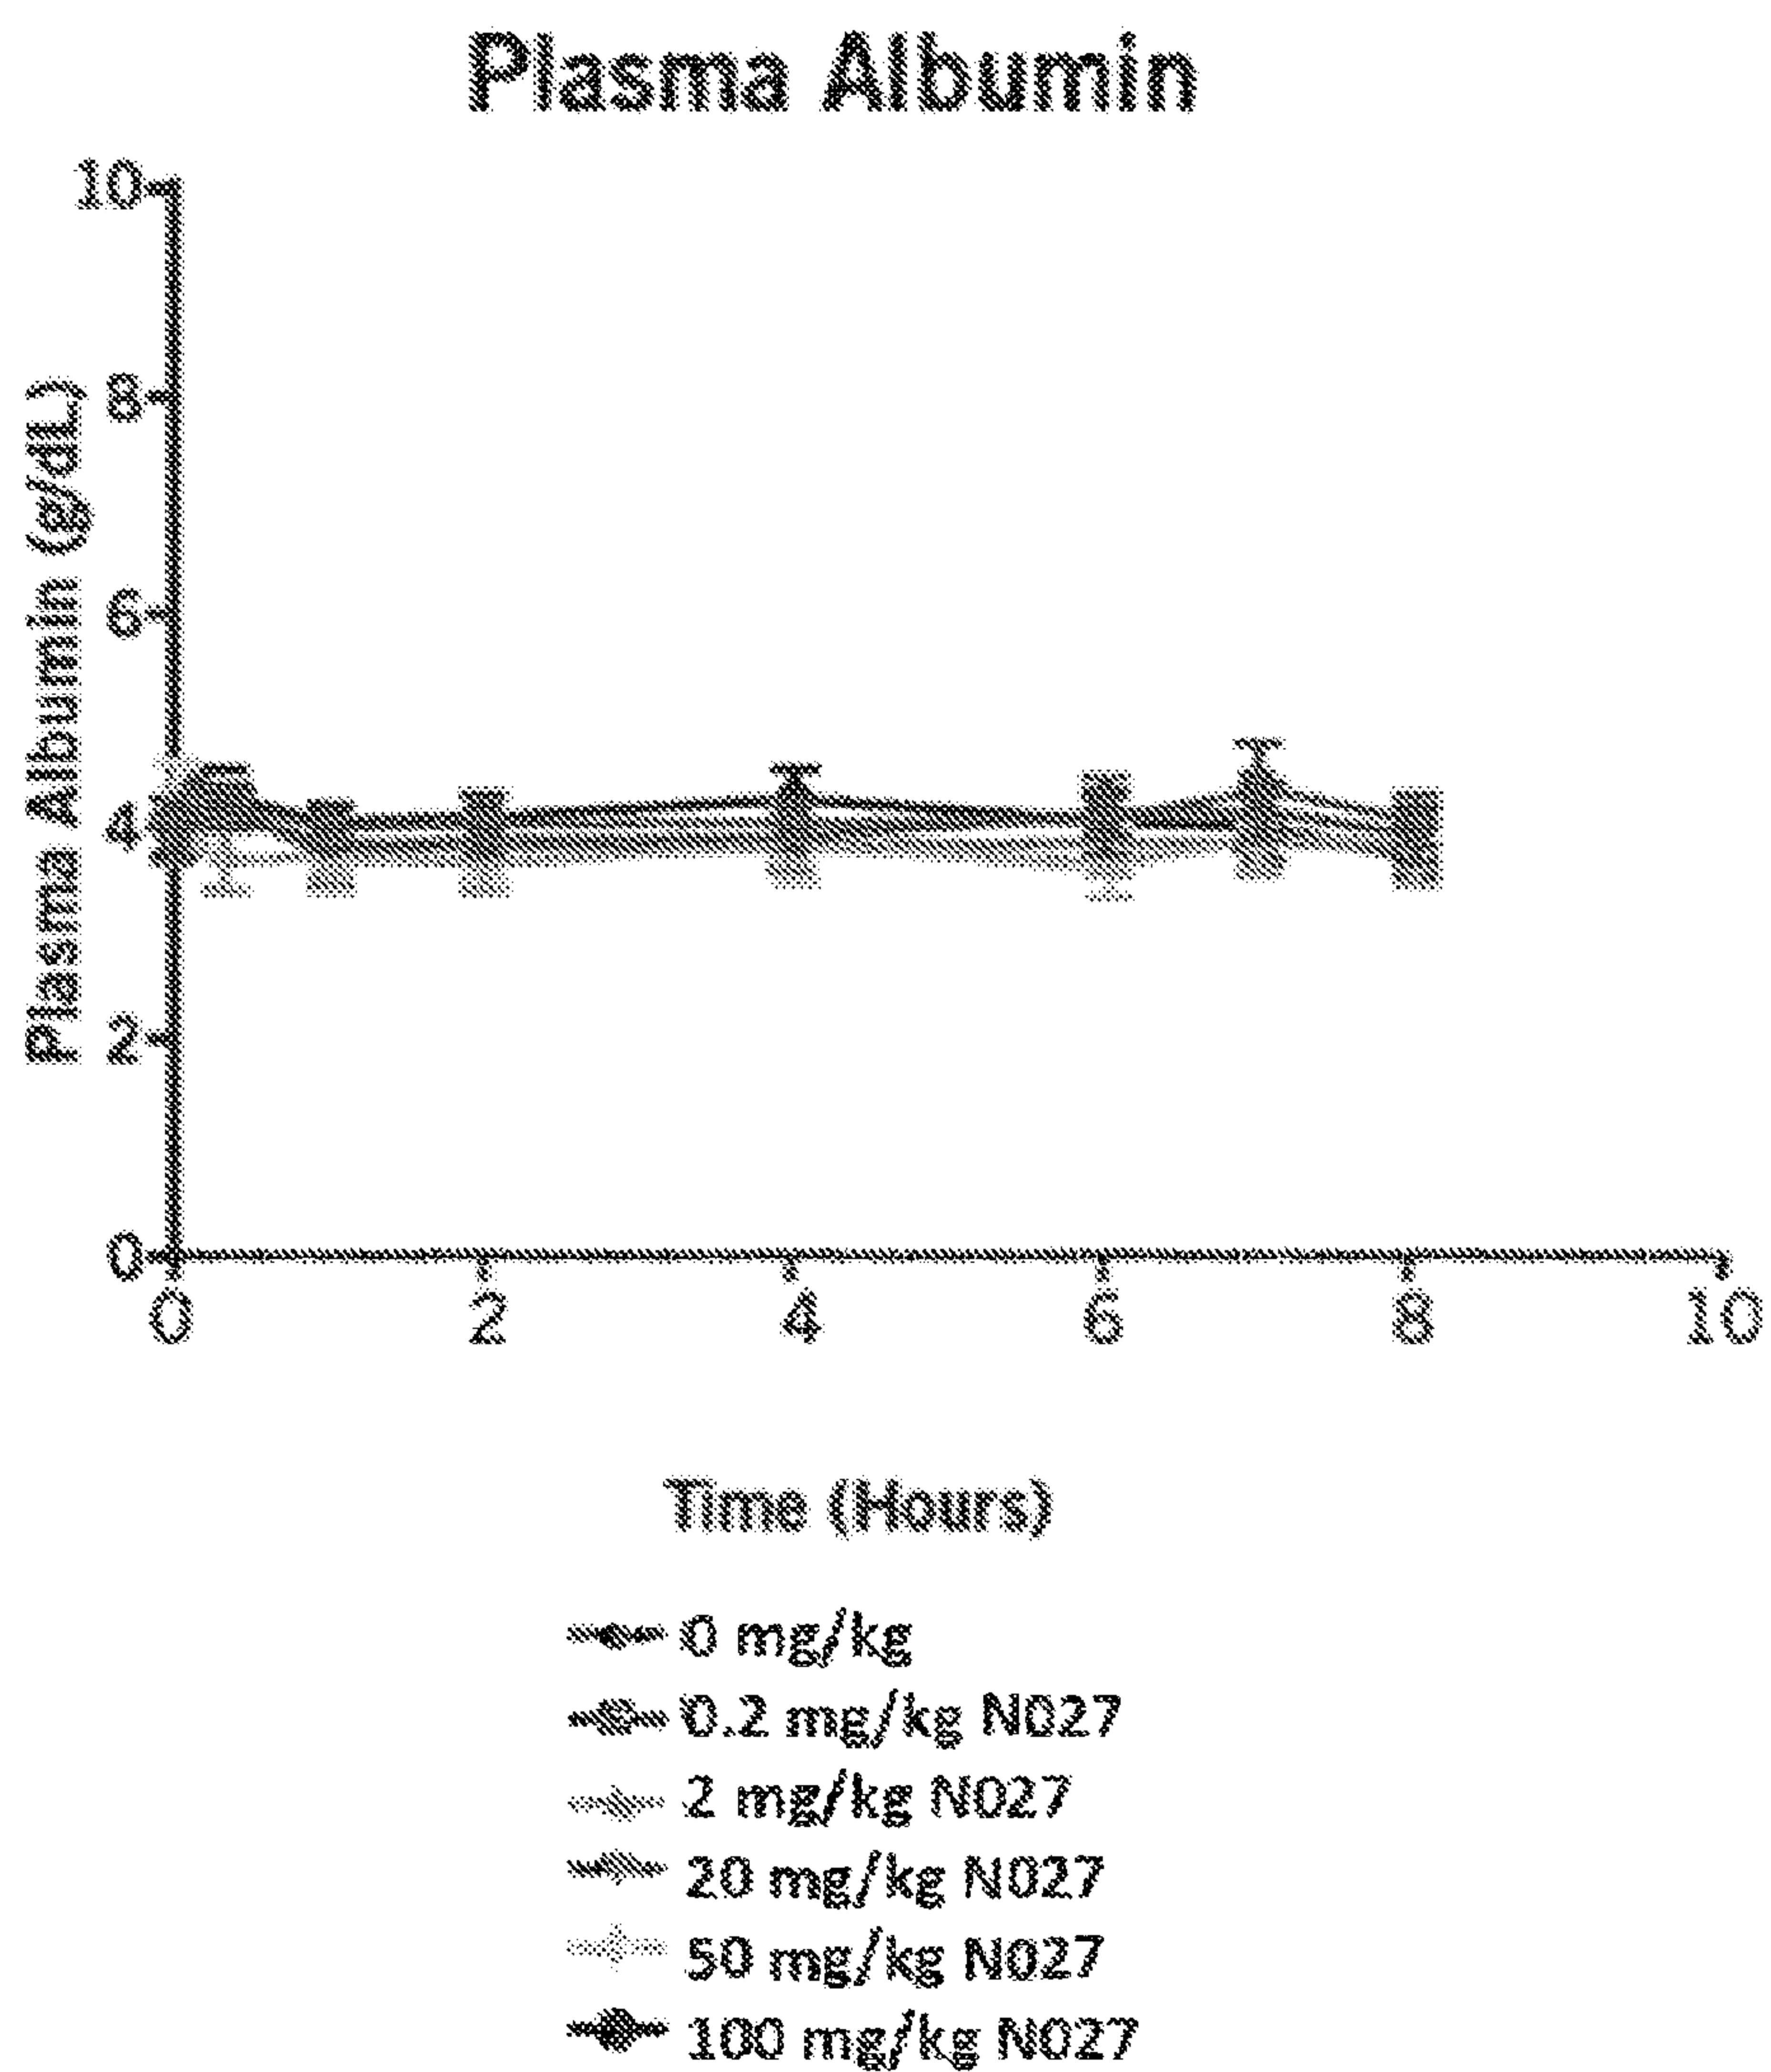 Plasma Albumin
10
8
6
4
2
0
Plasma Albumin (g/dL)
0 2 4 6 8 10
Time (Hours)
0 mg/kg
0.2 mg/kg N027
2 mg/kg N027
20 mg/kg N027
50 mg/kg N027
100 mg/kg N027